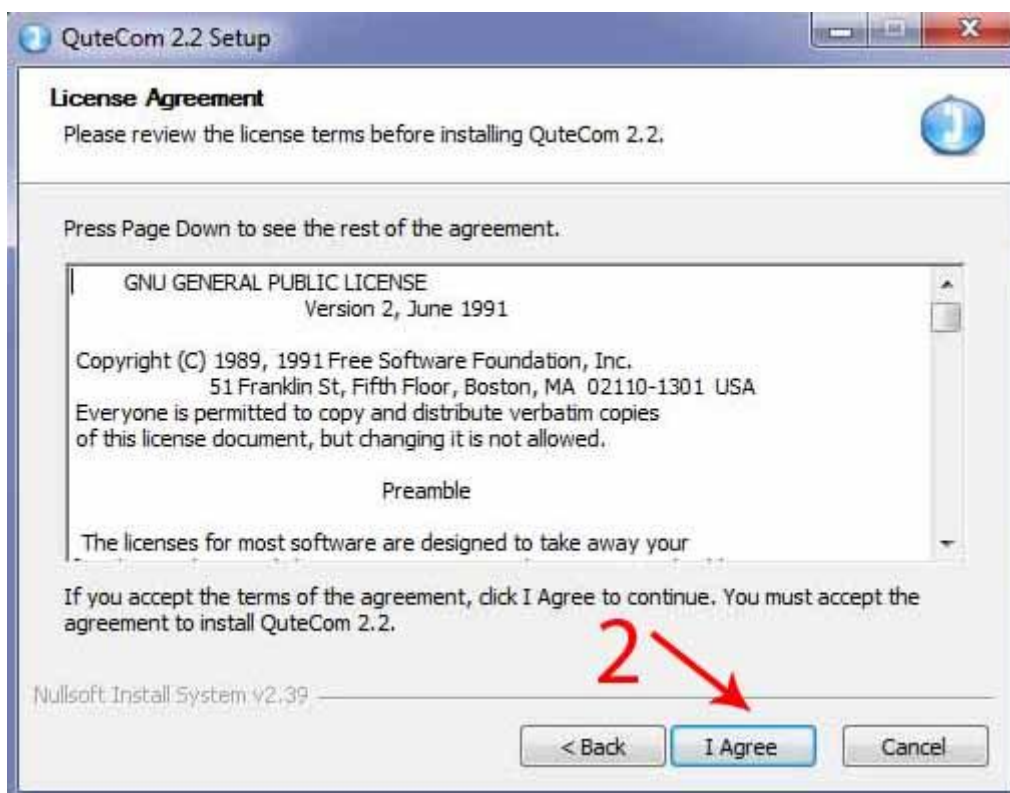 QuteCom 2.2 Setup
License Agreement
Please review the license terms before installing QuteCom 2.2.
Press Page Down to see the rest of the agreement.
GNU GENERAL PUBLIC LICENSE
Version 2, June 1991
Copyright (C) 1989, 1991 Free Software Foundation, Inc.
51 Franklin St, Fifth Floor, Boston, MA 02110-1301 USA
Everyone is permitted to copy and distribute verbatim copies
of this license document, but changing it is not allowed.
Preamble
The licenses for most software are designed to take away your
If you accept the terms of the agreement, click I Agree to continue. You must accept the
agreement to install QuteCom 2.2.
2
Nullsoft Install System v2.39
< Back I Agree Cancel